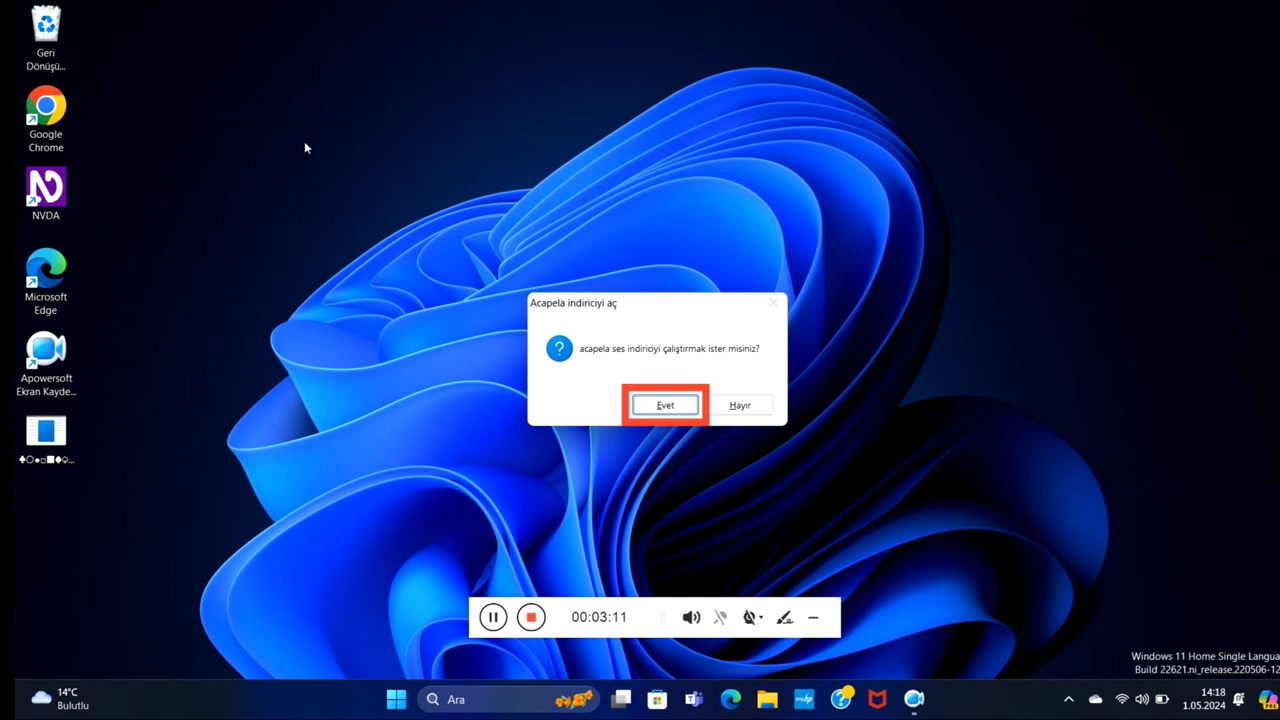 Geri
Dönüşü...
Google
Chrome
NVDA
Microsoft
Edge
Apowersoft
Ekran Kayde...
♠○●□■◆◇...
Acapela indiriciyi aç
acapela ses indiriciyi çalıştırmak ister misiniz?
Evet
Hayır
00:03:11
Windows 11 Home Single Langua
Build 22621.ni_release.220506-12
14°C
Bulutlu
Ara
14:18
1.05.2024